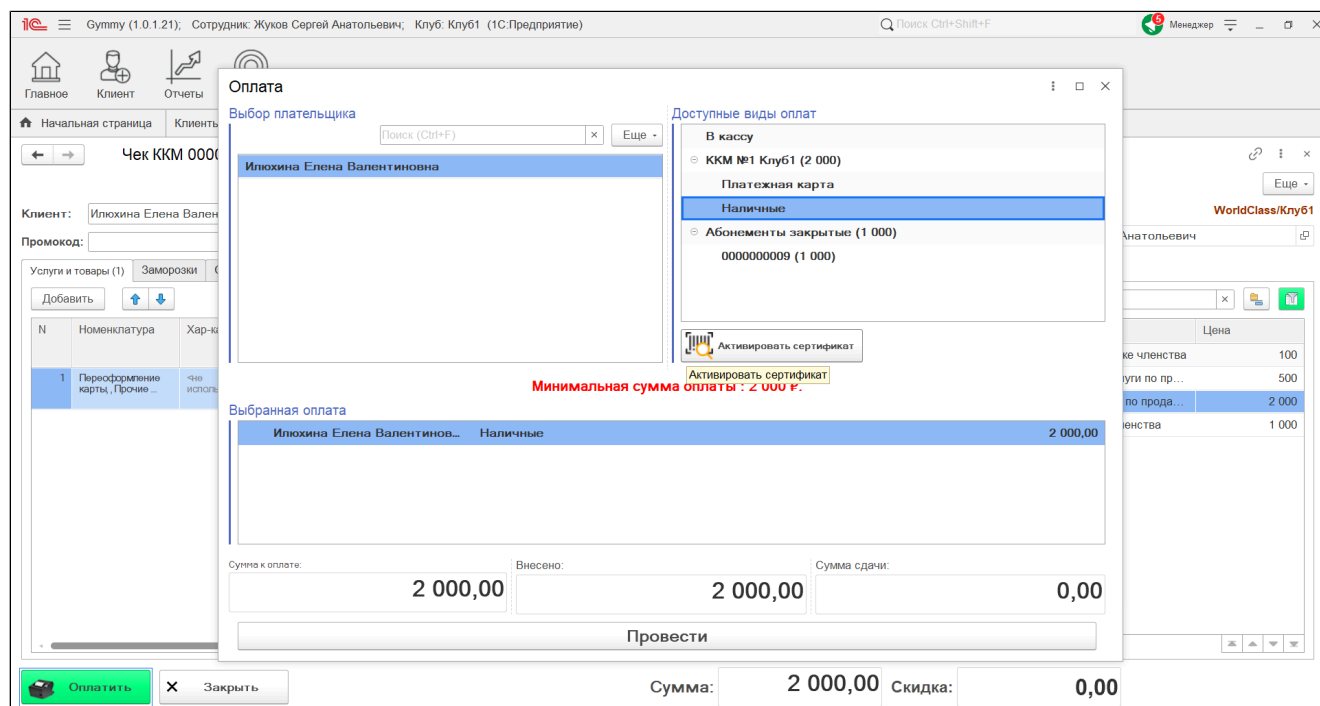 Gymmy (1.0.1.21); Сотрудник: Жуков Сергей Анатольевич; Клуб: Клуб1 (1С:Предприятие)
Поиск Ctrl+Shift+F
5
Менеджер
Главное
Клиент
Отчеты
Начальная страница
Клиенты
Чек ККМ 0000
Еще
Клиент: Илюхина Елена Вален
WorldClass/Клуб1
Промокод:
Анатольевич
Услуги и товары (1)
Заморозки
Добавить
N Номенклатура Хар-ка
1 Переоформление карты, , Прочие ...
<не исполь
Оплата
Выбор плательщика
Поиск (Ctrl+F)
×
Еще
Илюхина Елена Валентиновна
Доступные виды оплат
В кассу
ККМ №1 Клуб1 (2 000)
Платежная карта
Наличные
Абонементы закрытые (1 000)
0000000009 (1 000)
Активировать сертификат
Активировать сертификат
Минимальная сумма оплаты : 2 000 ₽.
Выбранная оплата
Илюхина Елена Валентинов... Наличные 2 000,00
Сумма к оплате: Внесено: Сумма сдачи:
2 000,00 2 000,00 0,00
Провести
Цена
ке членства 100
уги по пр... 500
по прода... 2 000
ленства 1 000
Оплатить
Закрыть
Сумма: 2 000,00 Скидка: 0,00